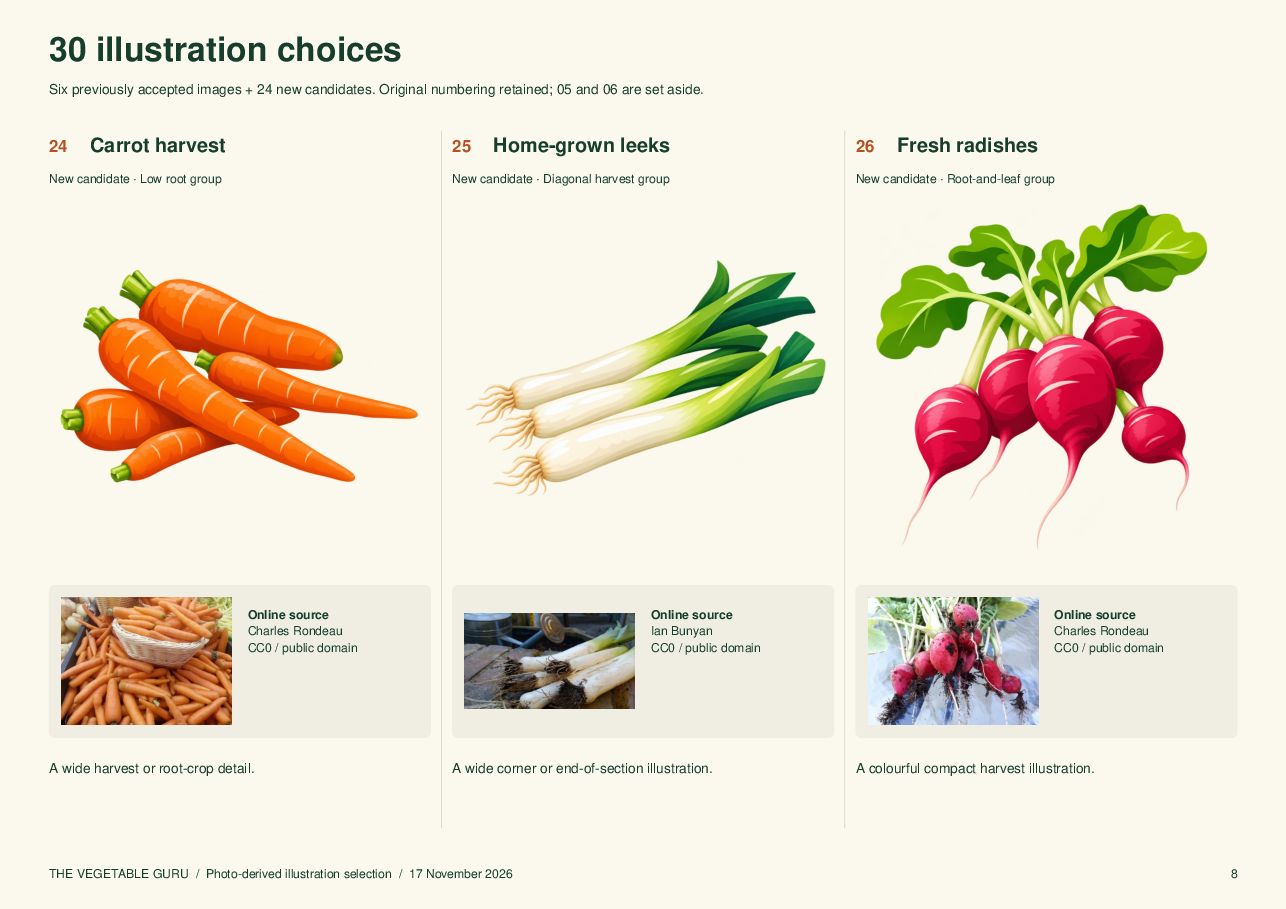 30 illustration choices
Six previously accepted images + 24 new candidates. Original numbering retained; 05 and 06 are set aside.
24 Carrot harvest
New candidate · Low root group
Online source
Charles Rondeau
CC0 / public domain
A wide harvest or root-crop detail.
25 Home-grown leeks
New candidate · Diagonal harvest group
Online source
Ian Bunyan
CC0 / public domain
A wide corner or end-of-section illustration.
26 Fresh radishes
New candidate · Root-and-leaf group
Online source
Charles Rondeau
CC0 / public domain
A colourful compact harvest illustration.
THE VEGETABLE GURU / Photo-derived illustration selection / 17 November 2026
8